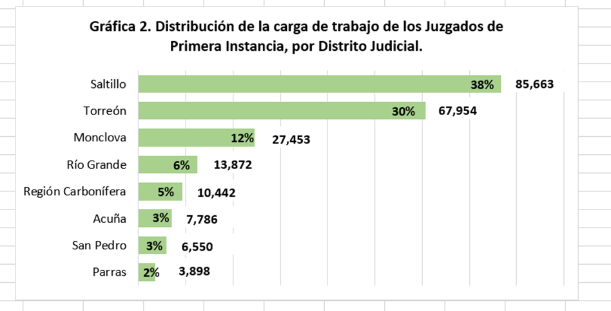 Gráfica 2. Distribución de la carga de trabajo de los Juzgados de
Primera Instancia, por Distrito Judicial.
Saltillo 38% 85,663
Torreón 30% 67,954
Monclova 12% 27,453
Río Grande 6% 13,872
Región Carbonífera 5% 10,442
Acuña 3% 7,786
San Pedro 3% 6,550
Parras 2% 3,898